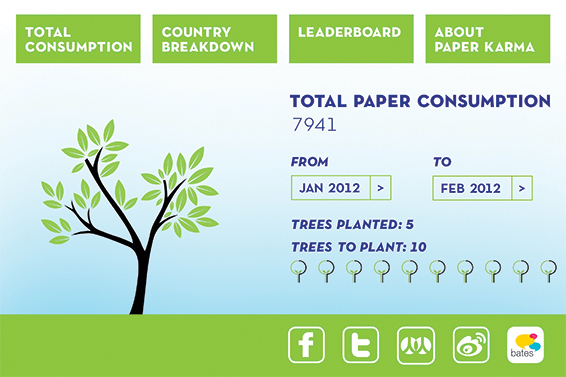 TOTAL
CONSUMPTION
COUNTRY
BREAKDOWN
LEADERBOARD
ABOUT
PAPER KARMA
TOTAL PAPER CONSUMPTION
7941
FROM
TO
JAN 2012 >
FEB 2012 >
TREES PLANTED: 5
TREES TO PLANT: 10
f
t
bates